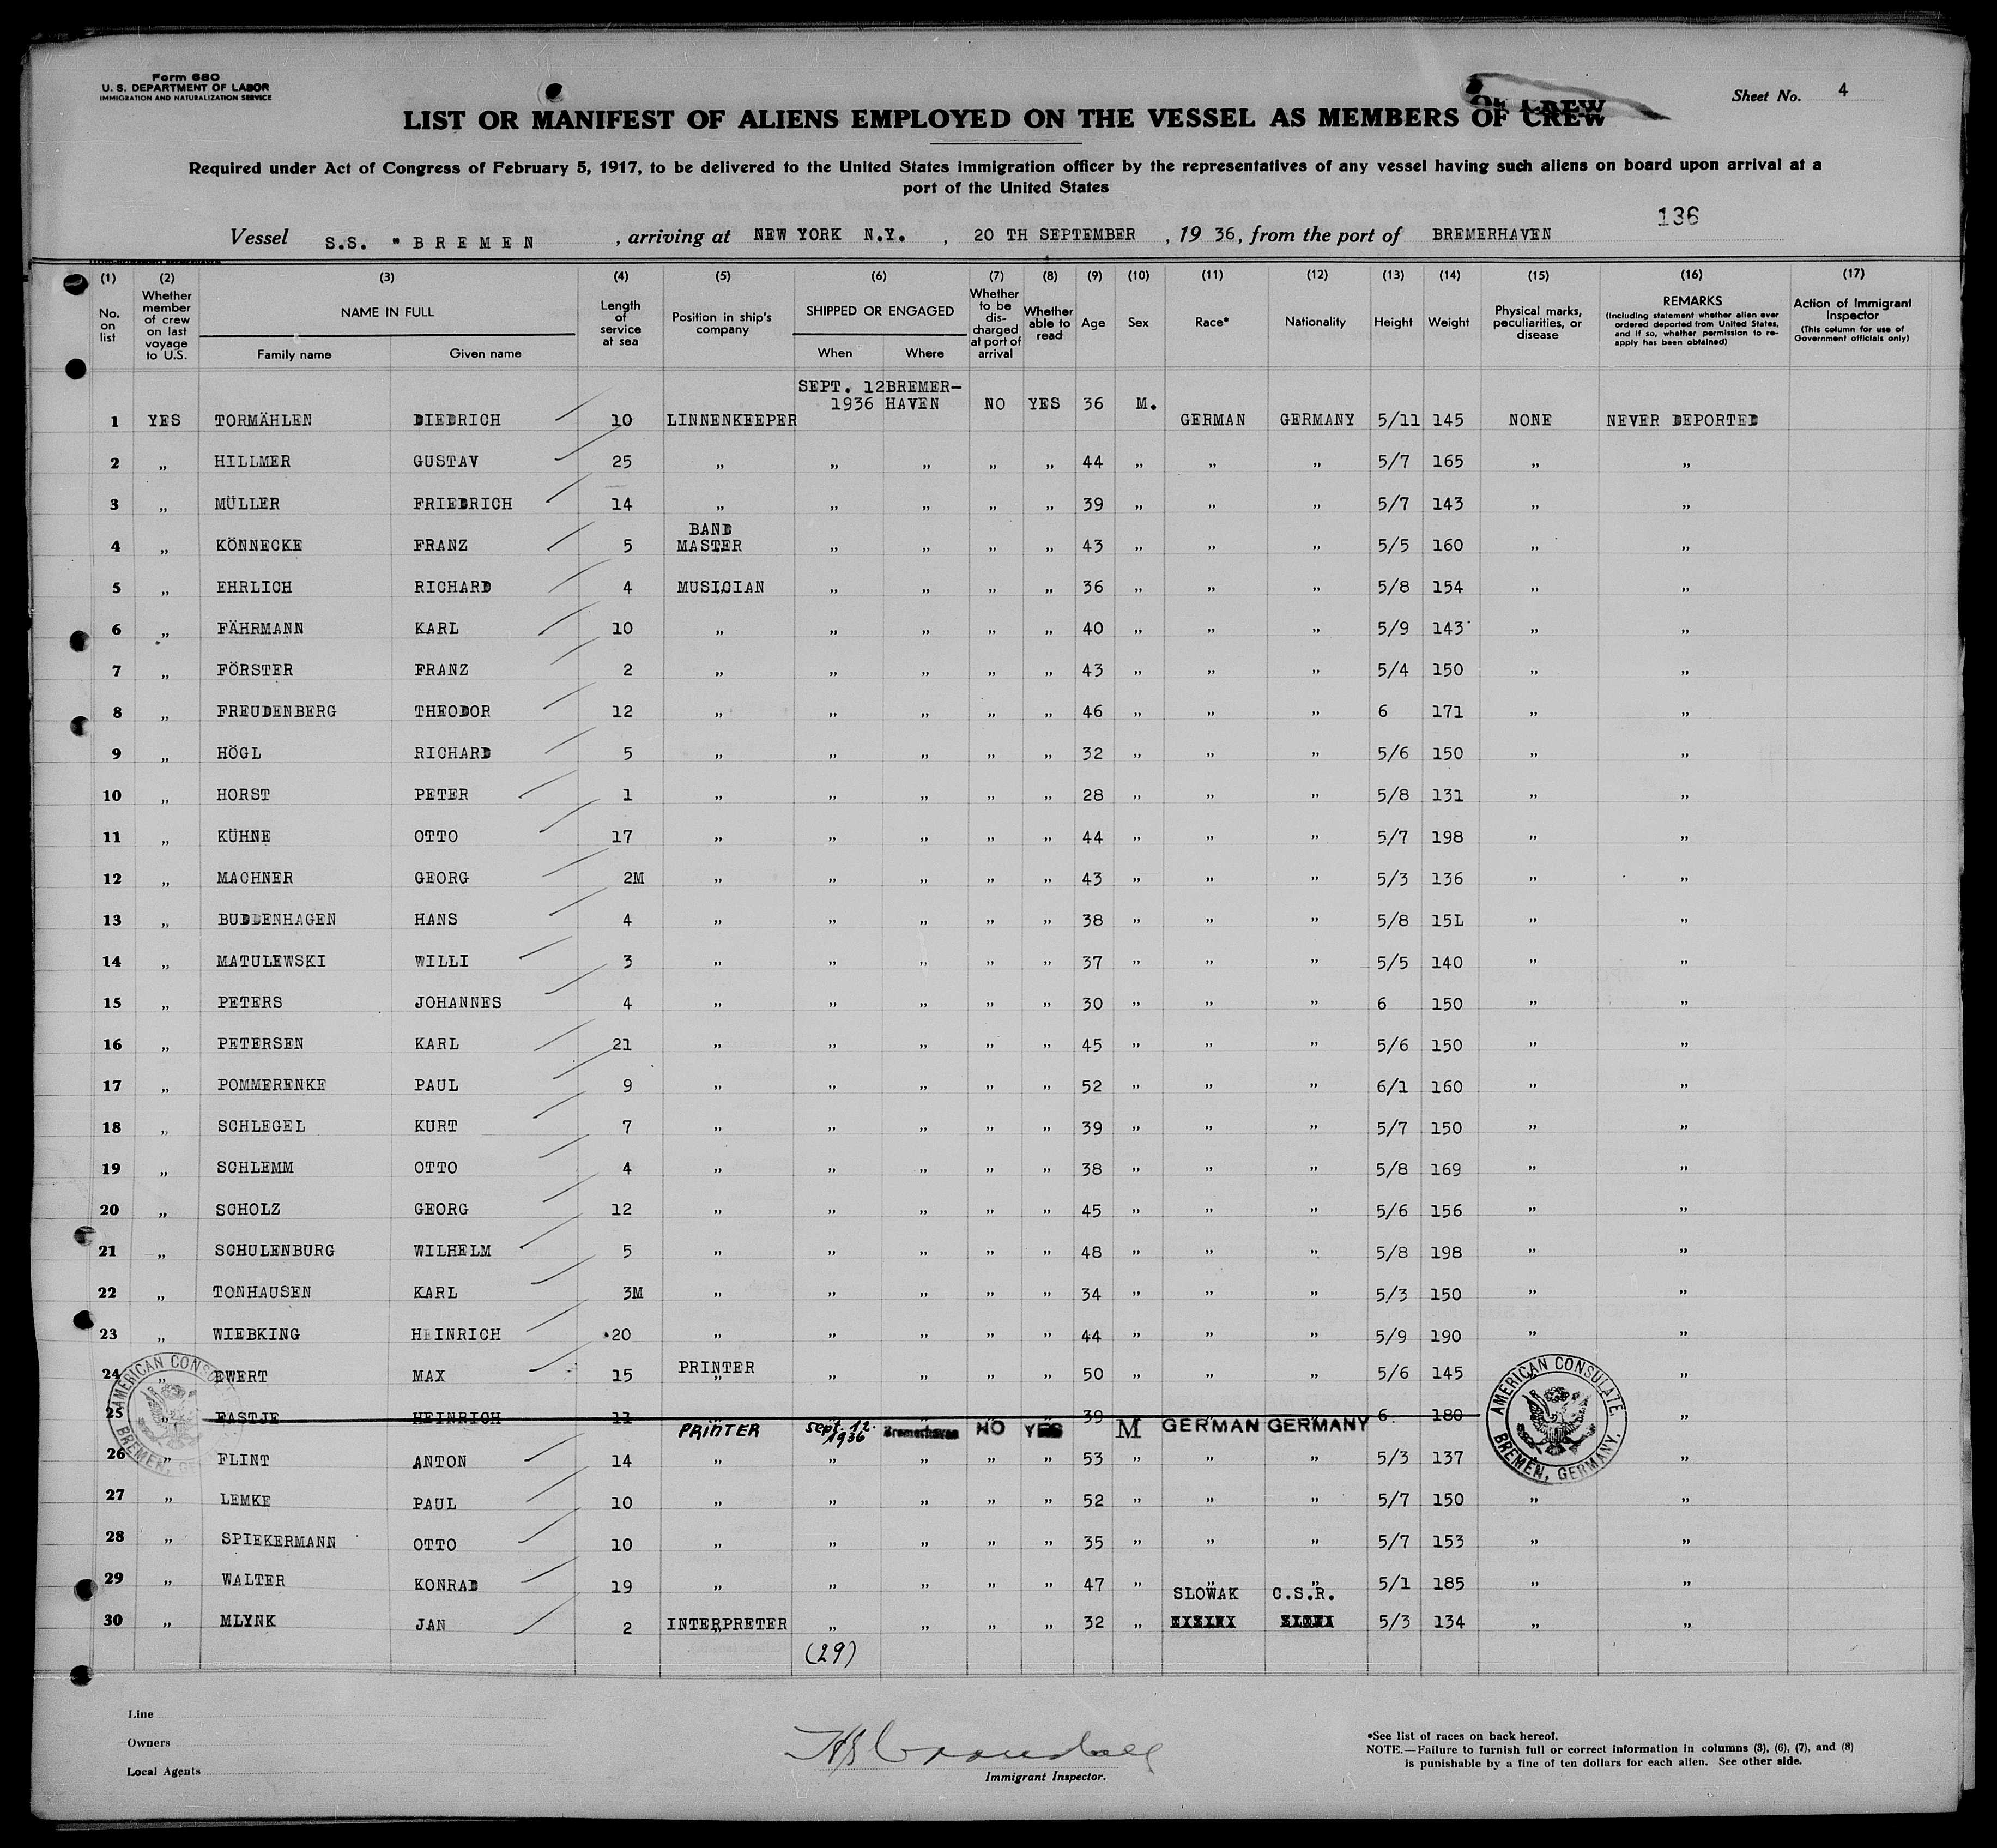 Form 680
U. S. DEPARTMENT OF LABOR
IMMIGRATION AND NATURALIZATION SERVICE
Sheet No. 4
LIST OR MANIFEST OF ALIENS EMPLOYED ON THE VESSEL AS MEMBERS OF CREW
Required under Act of Congress of February 5, 1917, to be delivered to the United States immigration officer by the representatives of any vessel having such aliens on board upon arrival at a
port of the United States
136
Vessel S.S. "BREMEN , arriving at NEW YORK N.Y. , 20 TH SEPTEMBER , 19 36, from the port of BREMERHAVEN
(1) (2) (3) (4) (5) (6) (7) (8) (9) (10) (11) (12) (13) (14) (15) (16) (17)
No. on list
Whether member of crew on last voyage to U.S.
NAME IN FULL
Family name Given name
Length of service at sea
Position in ship's company
SHIPPED OR ENGAGED
When Where
Whether to be discharged at port of arrival
Whether able to read
Age
Sex
Race*
Nationality
Height
Weight
Physical marks, peculiarities, or disease
REMARKS
(Including statement whether alien ever ordered deported from United States, and if so, whether permission to re-apply has been obtained)
Action of Immigrant Inspector
(This column for use of Government officials only)
SEPT. 12 BREMER-
1936 HAVEN NO YES 36 M.
1 YES TORMÄHLEN DIEDRICH 10 LINNENKEEPER GERMAN GERMANY 5/11 145 NONE NEVER DEPORTED
2 " HILLMER GUSTAV 25 " " " " " 44 " " " 5/7 165 " "
3 " MÜLLER FRIEDRICH 14 " " " " " 39 " " " 5/7 143 " "
4 " KÖNNECKE FRANZ 5 BAND MASTER " " " " 43 " " " 5/5 160 " "
5 " EHRLICH RICHARD 4 MUSICIAN " " " " 36 " " " 5/8 154 " "
6 " FÄHRMANN KARL 10 " " " " " 40 " " " 5/9 143 " "
7 " FÖRSTER FRANZ 2 " " " " " 43 " " " 5/4 150 " "
8 " FREUDENBERG THEODOR 12 " " " " " 46 " " " 6 171 " "
9 " HÖGL RICHARD 5 " " " " " 32 " " " 5/6 150 " "
10 " HORST PETER 1 " " " " " 28 " " " 5/8 131 " "
11 " KÜHNE OTTO 17 " " " " " 44 " " " 5/7 198 " "
12 " MACHNER GEORG 2M " " " " " 43 " " " 5/3 136 " "
13 " BUDDENHAGEN HANS 4 " " " " " 38 " " " 5/8 15L " "
14 " MATULEWSKI WILLI 3 " " " " " 37 " " " 5/5 140 " "
15 " PETERS JOHANNES 4 " " " " " 30 " " " 6 150 " "
16 " PETERSEN KARL 21 " " " " " 45 " " " 5/6 150 " "
17 " POMMERENKE PAUL 9 " " " " " 52 " " " 6/1 160 " "
18 " SCHLEGEL KURT 7 " " " " " 39 " " " 5/7 150 " "
19 " SCHLEMM OTTO 4 " " " " " 38 " " " 5/8 169 " "
20 " SCHOLZ GEORG 12 " " " " " 45 " " " 5/6 156 " "
21 " SCHULENBURG WILHELM 5 " " " " " 48 " " " 5/8 198 " "
22 " TONHAUSEN KARL 3M " " " " " 34 " " " 5/3 150 " "
23 " WIEBKING HEINRICH 20 " " " " " 44 " " " 5/9 190 " "
24 " EWERT MAX 15 PRINTER " " " " 50 " " " 5/6 145 "
25 " FASTJE HEINRICH 11 39 6 180 "
PRINTER Sept. 12. 1936 Bremerhaven NO YES M GERMAN GERMANY
26 " FLINT ANTON 14 " " " " " 53 " " " 5/3 137 "
27 " LEMKE PAUL 10 " " " " " 52 " " " 5/7 150 " "
28 " SPIEKERMANN OTTO 10 " " " " " 35 " " " 5/7 153 " "
29 " WALTER KONRAD 19 " " " " " 47 " " " 5/1 185 " "
SLOWAK C.S.R.
30 " MLYNK JAN 2 INTERPRETER " " " " 32 " 5/3 134 " "
(29)
AMERICAN CONSULATE
BREMEN, GERMANY.
AMERICAN CONSULATE.
BREMEN, GERMANY.
Line
Owners
Local Agents
Immigrant Inspector.
*See list of races on back hereof.
NOTE.—Failure to furnish full or correct information in columns (3), (6), (7), and (8)
is punishable by a fine of ten dollars for each alien. See other side.